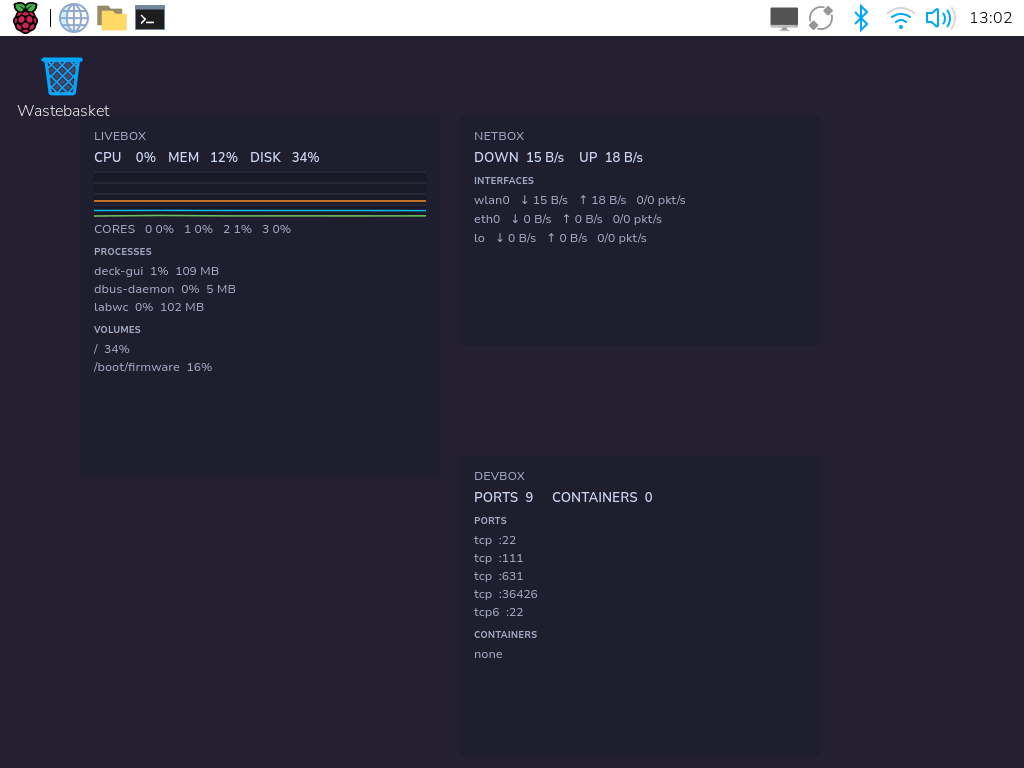 13:02
Wastebasket
LIVEBOX
CPU 0% MEM 12% DISK 34%
CORES 0 0% 1 0% 2 1% 3 0%
PROCESSES
deck-gui 1% 109 MB
dbus-daemon 0% 5 MB
labwc 0% 102 MB
VOLUMES
/ 34%
/boot/firmware 16%
NETBOX
DOWN 15 B/s UP 18 B/s
INTERFACES
wlan0 ↓ 15 B/s ↑ 18 B/s 0/0 pkt/s
eth0 ↓ 0 B/s ↑ 0 B/s 0/0 pkt/s
lo ↓ 0 B/s ↑ 0 B/s 0/0 pkt/s
DEVBOX
PORTS 9 CONTAINERS 0
PORTS
tcp :22
tcp :111
tcp :631
tcp :36426
tcp6 :22
CONTAINERS
none